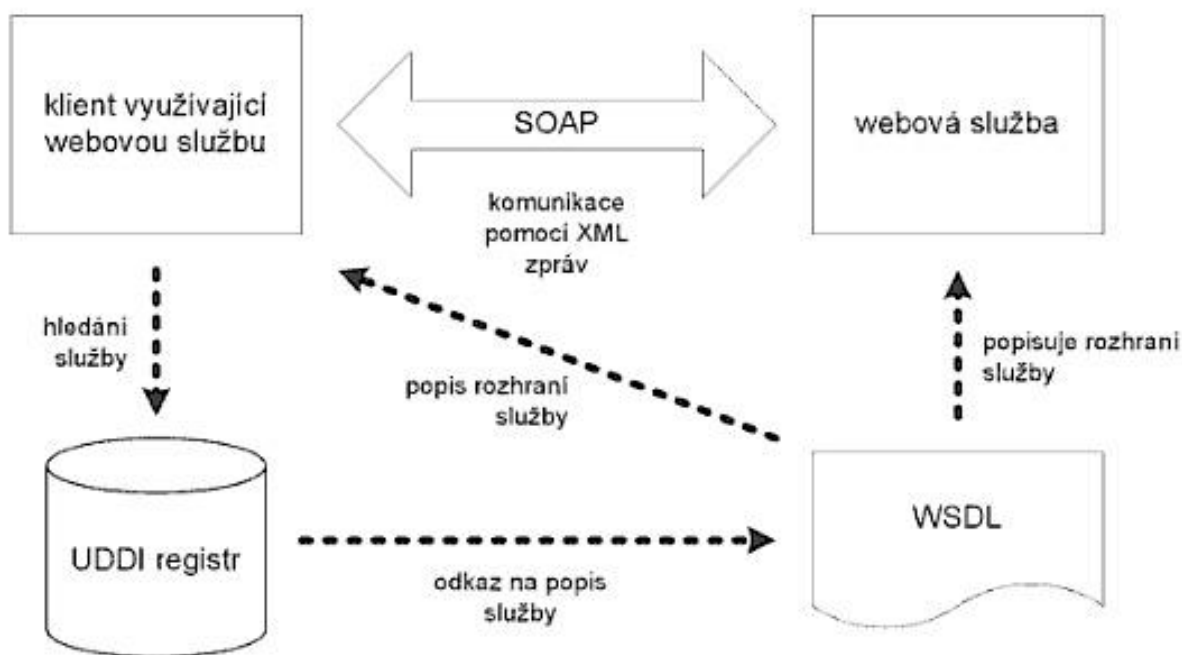 klient využívající
webovou službu
SOAP
webová služba
komunikace
pomocí XML
zpráv
hledání
služby
popis rozhraní
služby
popisuje rozhraní
služby
UDDI registr
odkaz na popis
služby
WSDL